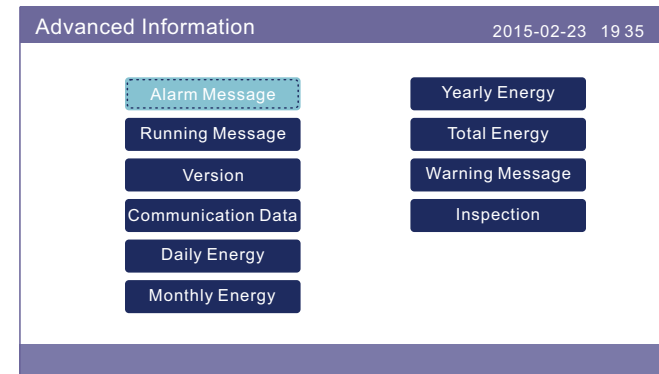 Advanced Information
2015-02-23 19 35
Alarm Message
Running Message
Version
Communication Data
Daily Energy
Monthly Energy
Yearly Energy
Total Energy
Warning Message
Inspection